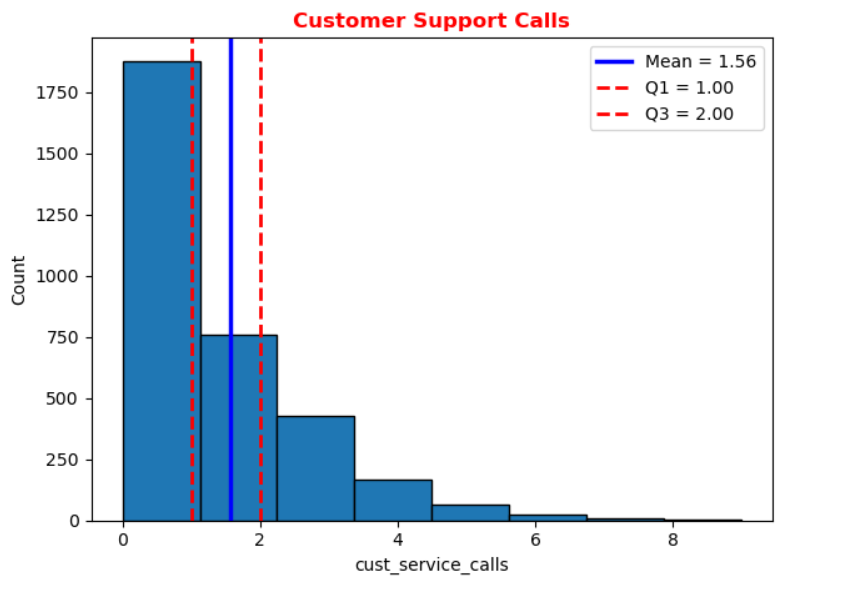 Customer Support Calls
Mean = 1.56
Q1 = 1.00
Q3 = 2.00
Count
1750
1500
1250
1000
750
500
250
0
0 2 4 6 8
cust_service_calls